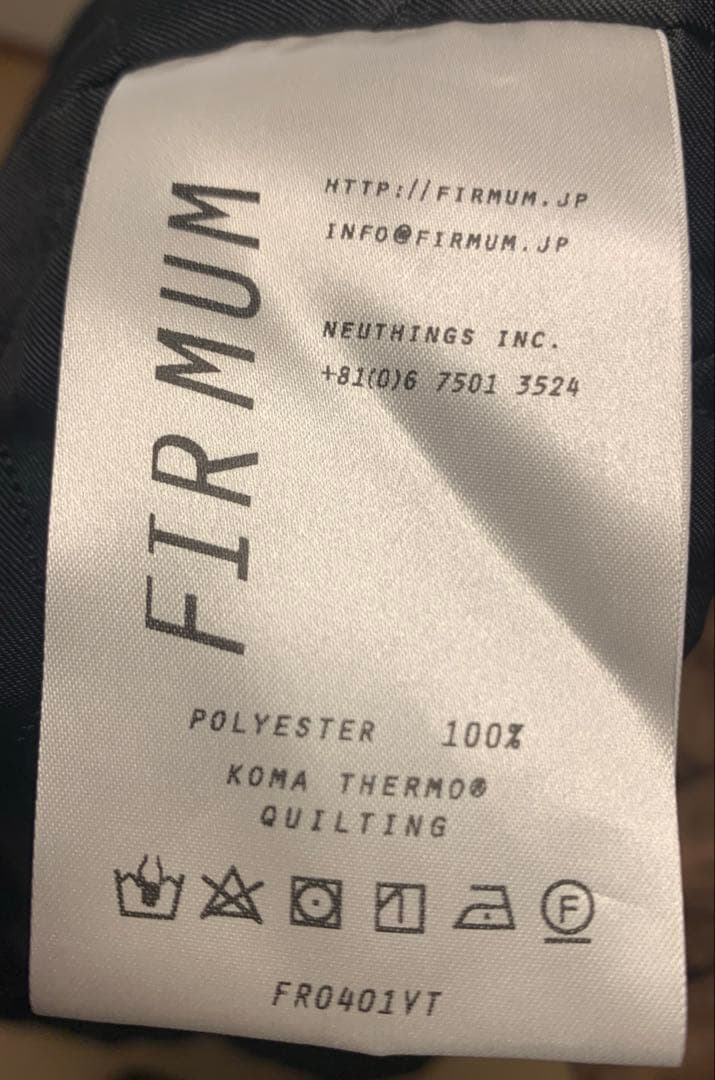 FIRMUM
HTTP://FIRMUM.JP
INFO@FIRMUM.JP
NEUTHINGS INC.
+81(0)6 7501 3524
POLYESTER 100%
KOMA THERMO®
QUILTING
F
FR0401VT